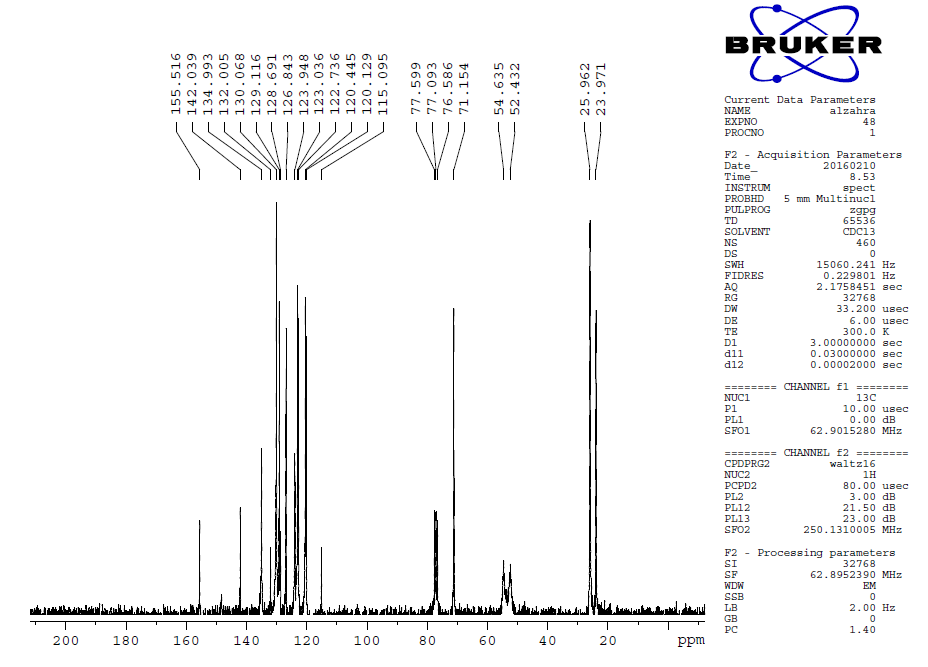 155.516
142.039
134.993
132.005
130.068
129.116
128.691
126.843
123.948
123.036
122.736
120.445
120.129
115.095
77.599
77.093
76.586
71.154
54.635
52.432
25.962
23.971
200 180 160 140 120 100 80 60 40 20 ppm
BRUKER
Current Data Parameters
NAME alzahra
EXPNO 48
PROCNO 1
F2 - Acquisition Parameters
Date_ 20160210
Time 8.53
INSTRUM spect
PROBHD 5 mm Multinucl
PULPROG zgpg
TD 65536
SOLVENT CDCl3
NS 460
DS 0
SWH 15060.241 Hz
FIDRES 0.229801 Hz
AQ 2.1758451 sec
RG 32768
DW 33.200 usec
DE 6.00 usec
TE 300.0 K
D1 3.00000000 sec
d11 0.03000000 sec
d12 0.00002000 sec
======== CHANNEL f1 ========
NUC1 13C
P1 10.00 usec
PL1 0.00 dB
SFO1 62.9015280 MHz
======== CHANNEL f2 ========
CPDPRG2 waltz16
NUC2 1H
PCPD2 80.00 usec
PL2 3.00 dB
PL12 21.50 dB
PL13 23.00 dB
SFO2 250.1310005 MHz
F2 - Processing parameters
SI 32768
SF 62.8952390 MHz
WDW EM
SSB 0
LB 2.00 Hz
GB 0
PC 1.40